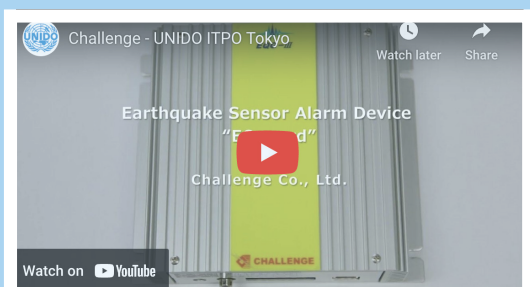 UNIDO
Challenge - UNIDO ITPO Tokyo
Watch later
Share
Earthquake Sensor Alarm Device
Challenge Co., Ltd.
CHALLENGE
Watch on YouTube